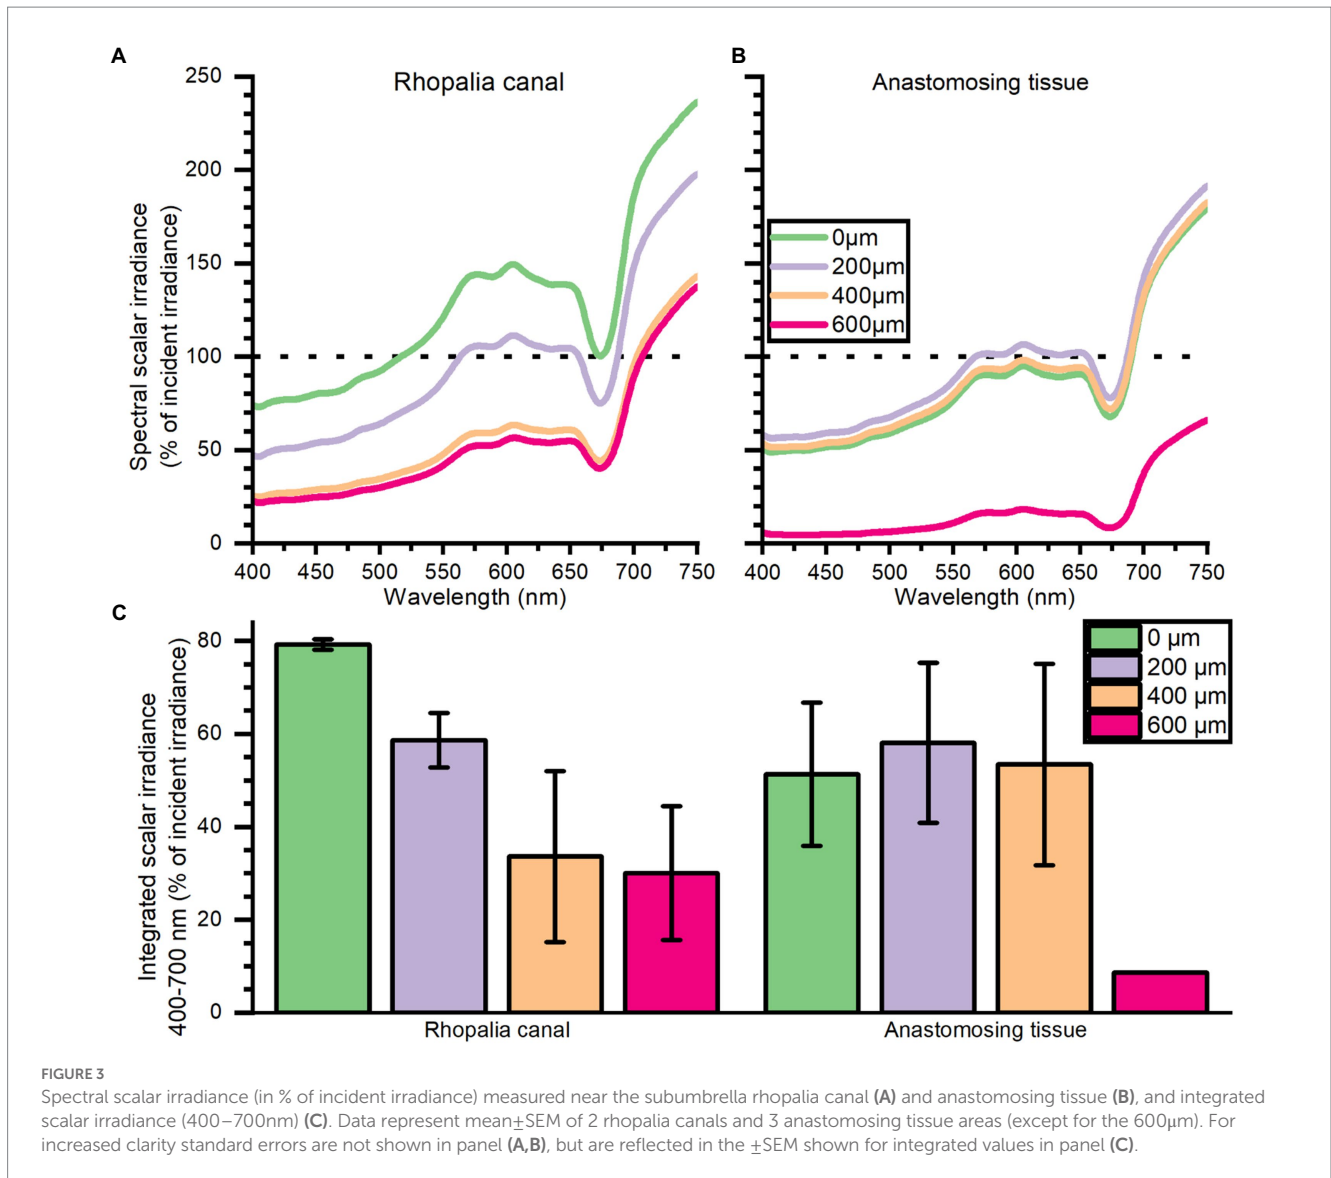 A
B
Rhopalia canal
Anastomosing tissue
Spectral scalar irradiance
(% of incident irradiance)
250
200
150
100
50
0
0µm
200µm
400µm
600µm
400 450 500 550 600 650 700 750
400 450 500 550 600 650 700 750
Wavelength (nm)
Wavelength (nm)
C
Integrated scalar irradiance
400-700 nm (% of incident irradiance)
80
60
40
20
0
0 µm
200 µm
400 µm
600 µm
Rhopalia canal
Anastomosing tissue
FIGURE 3
Spectral scalar irradiance (in % of incident irradiance) measured near the subumbrella rhopalia canal (A) and anastomosing tissue (B), and integrated
scalar irradiance (400–700nm) (C). Data represent mean±SEM of 2 rhopalia canals and 3 anastomosing tissue areas (except for the 600μm). For
increased clarity standard errors are not shown in panel (A,B), but are reflected in the ±SEM shown for integrated values in panel (C).